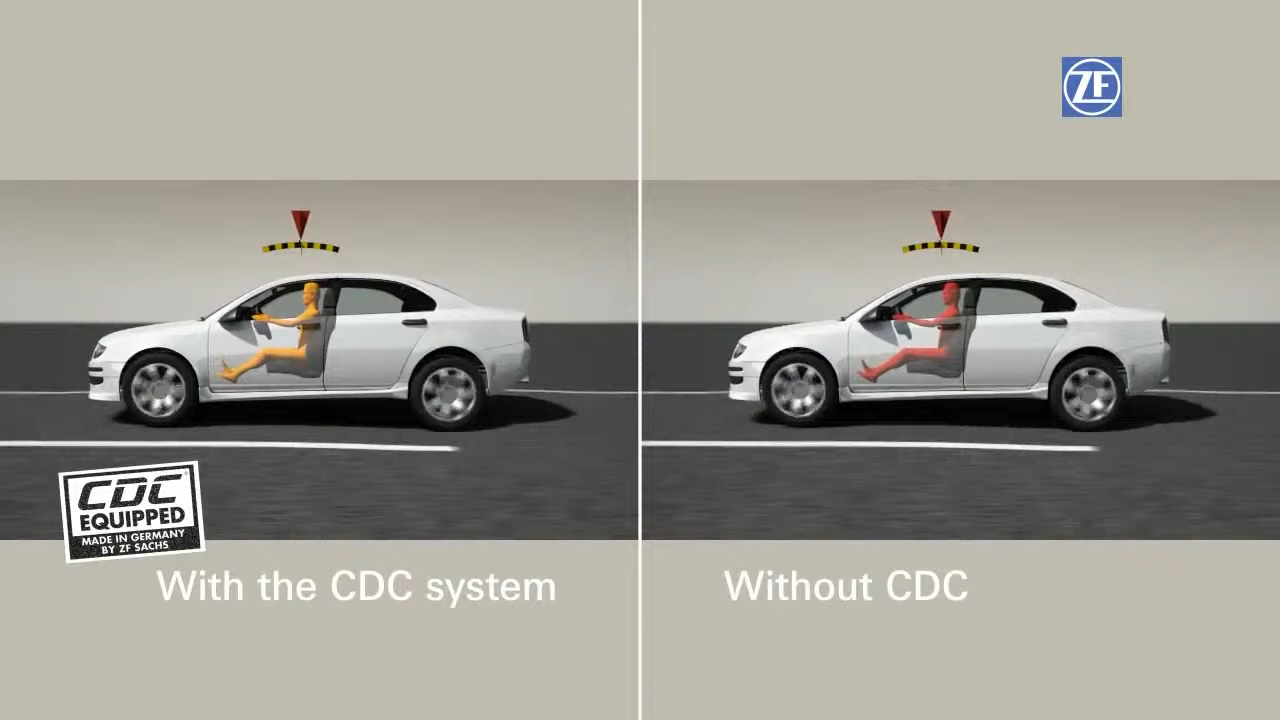 ZF
CDC
EQUIPPED
MADE IN GERMANY
BY ZF SACHS
With the CDC system
Without CDC